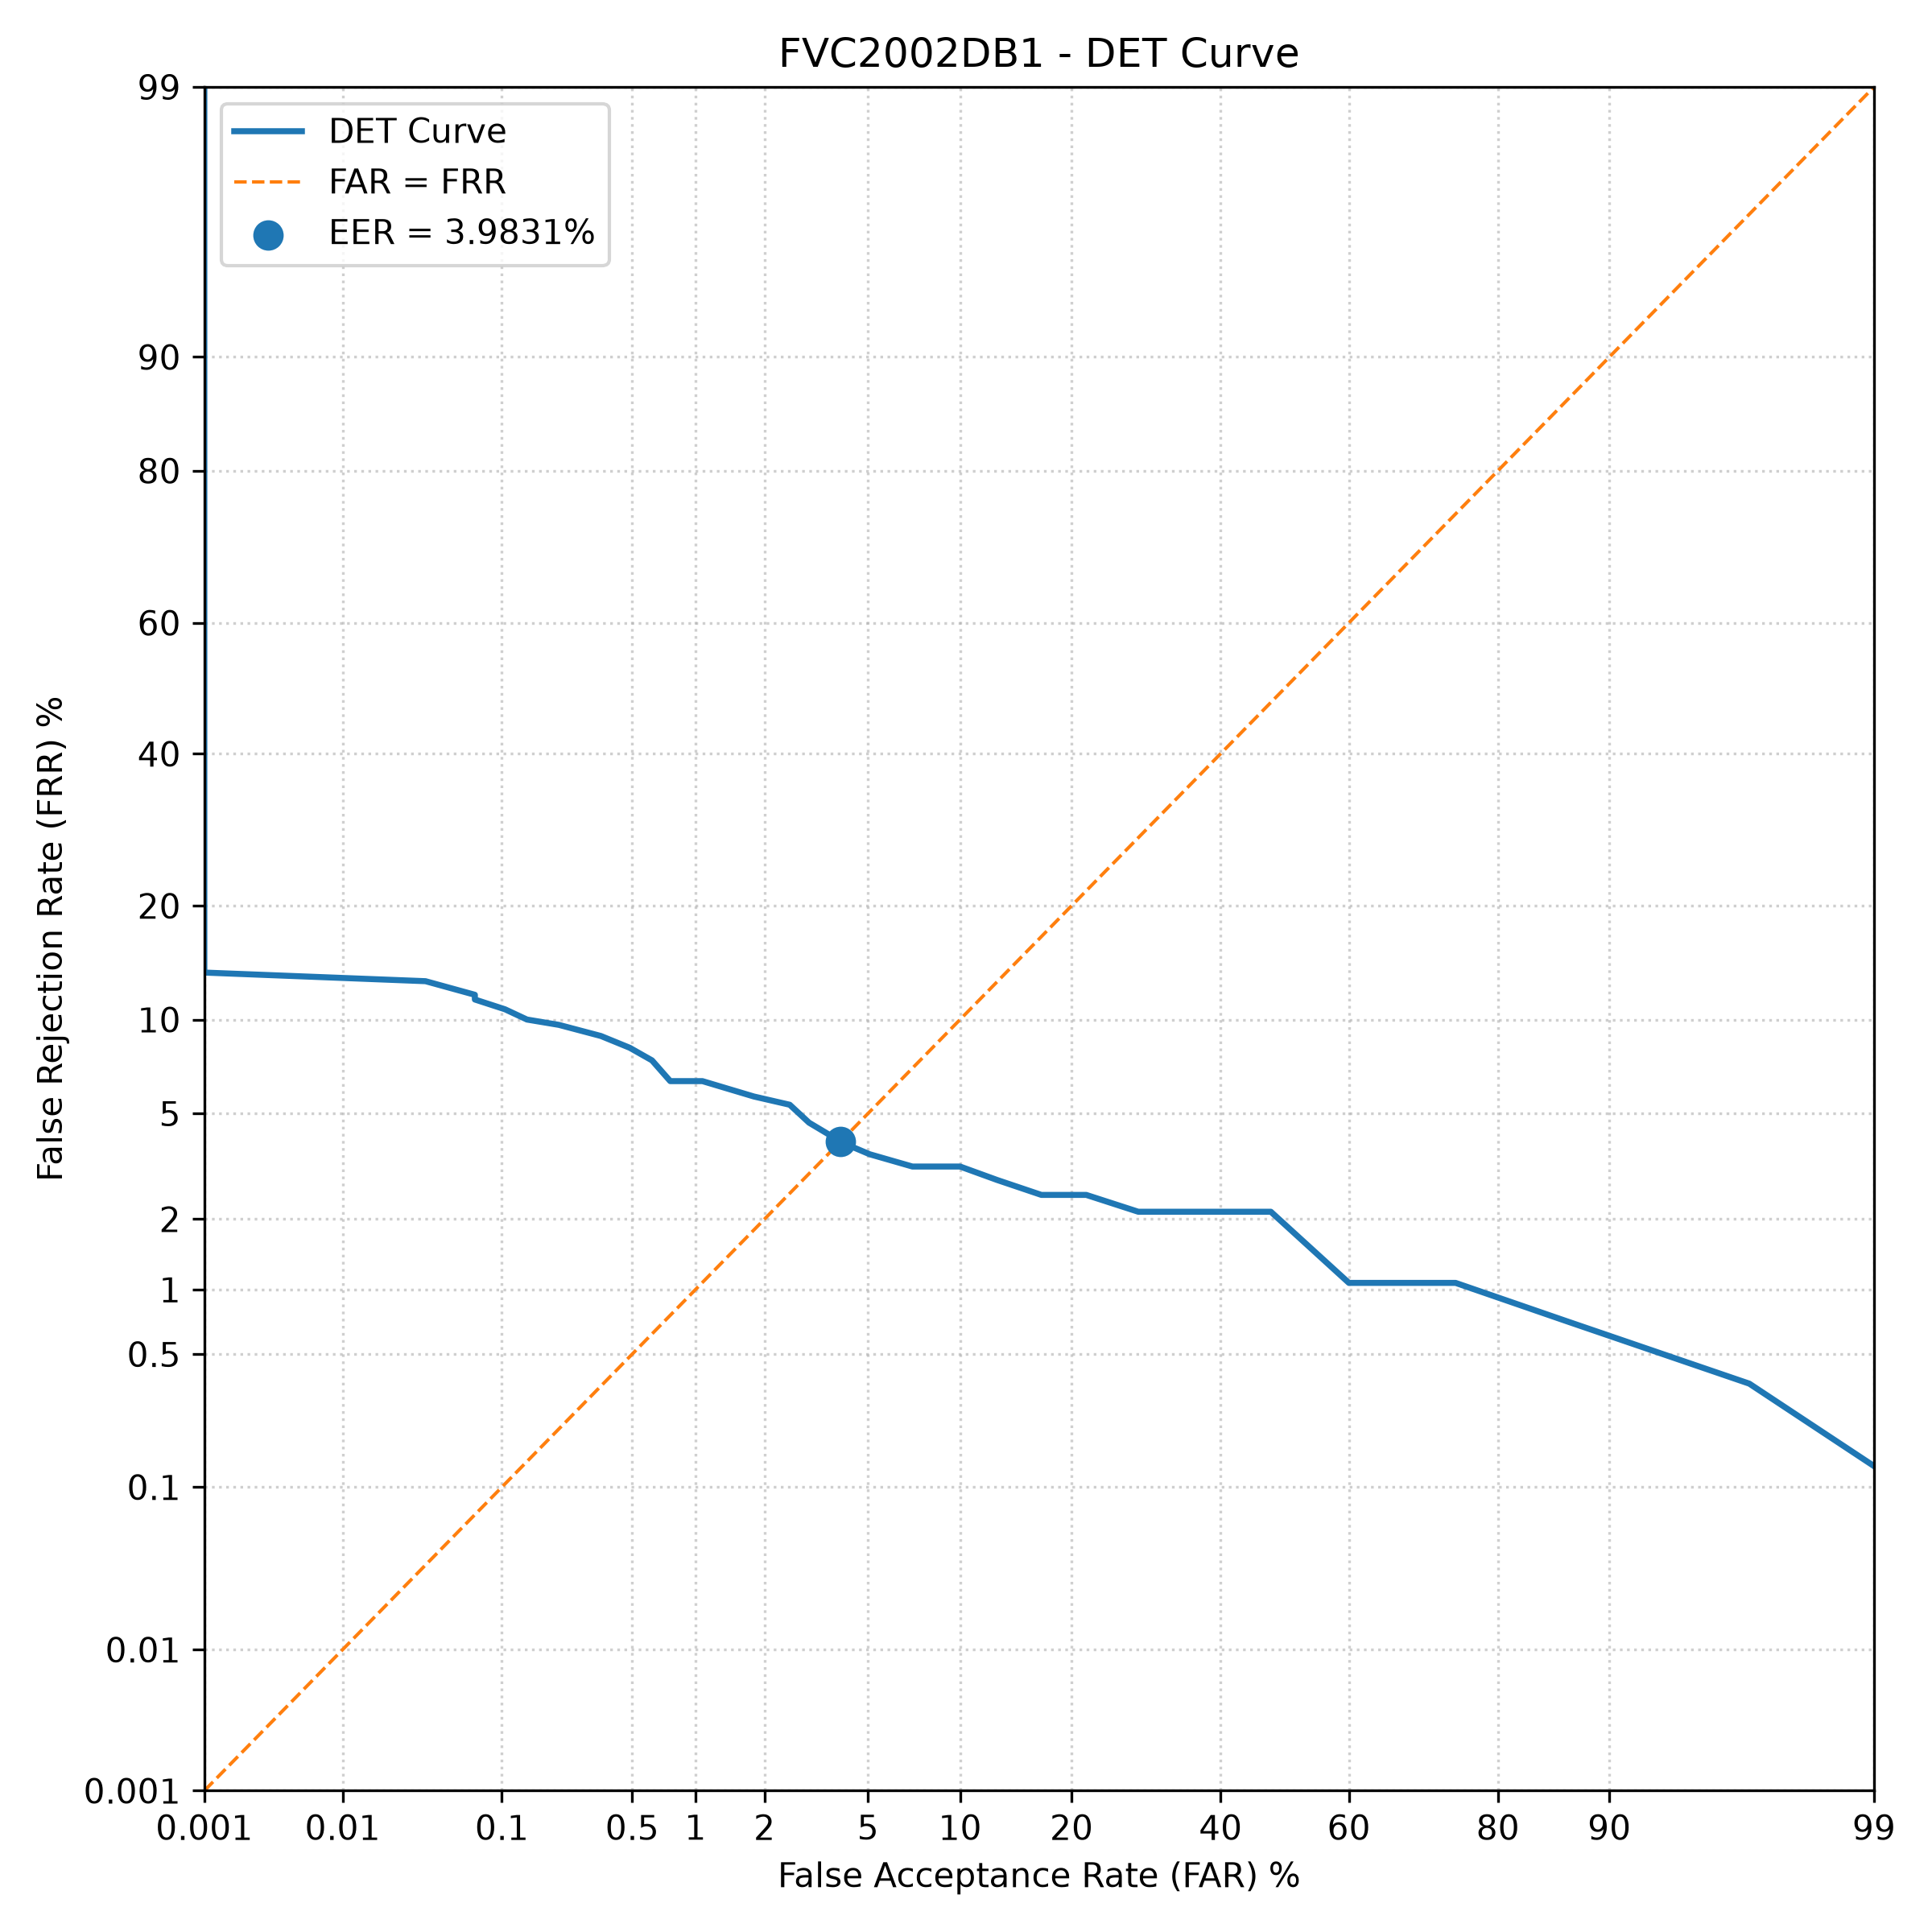 FVC2002DB1 - DET Curve
DET Curve
FAR = FRR
EER = 3.9831%
False Rejection Rate (FRR) %
99
90
80
60
40
20
10
5
2
1
0.5
0.1
0.01
0.001
0.001 0.01 0.1 0.5 1 2 5 10 20 40 60 80 90 99
False Acceptance Rate (FAR) %